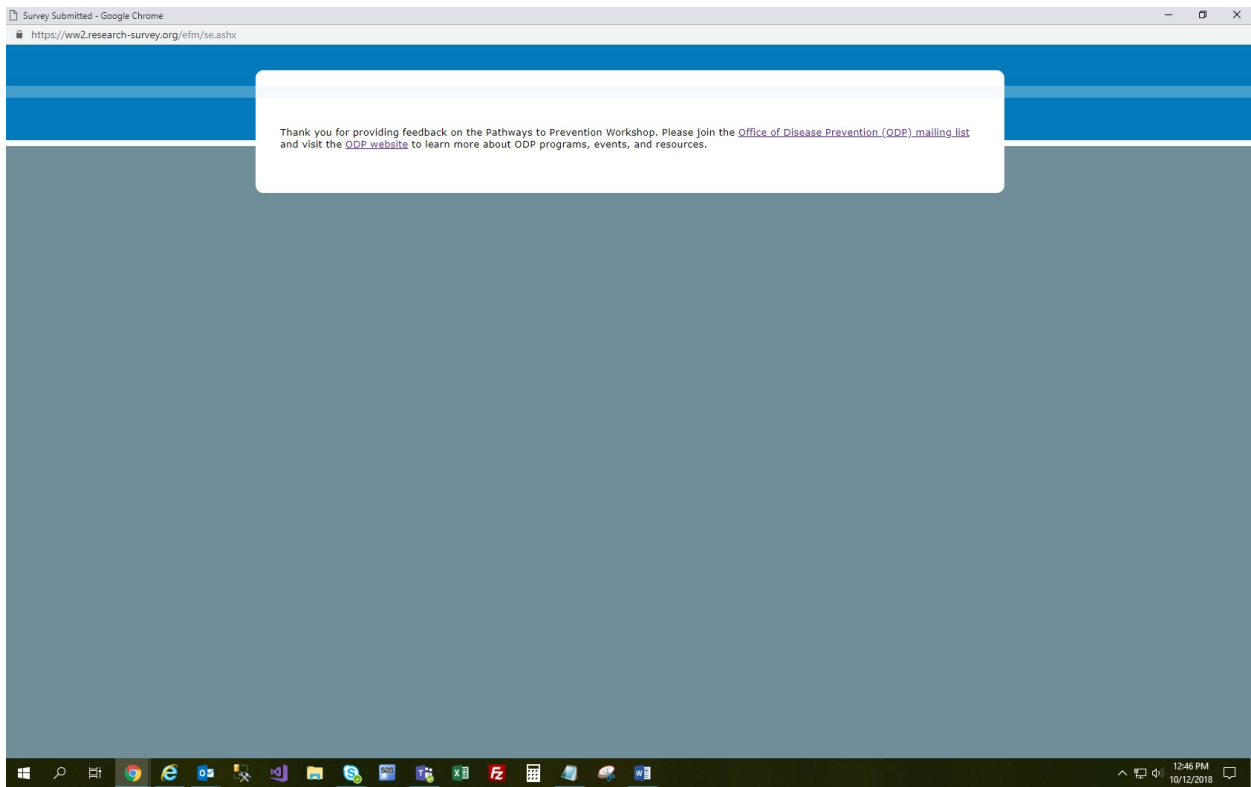 Survey Submitted - Google Chrome
https://ww2.research-survey.org/efm/se.ashx
Thank you for providing feedback on the Pathways to Prevention Workshop. Please join the Office of Disease Prevention (ODP) mailing list
and visit the ODP website to learn more about ODP programs, events, and resources.
12:46 PM
10/12/2018